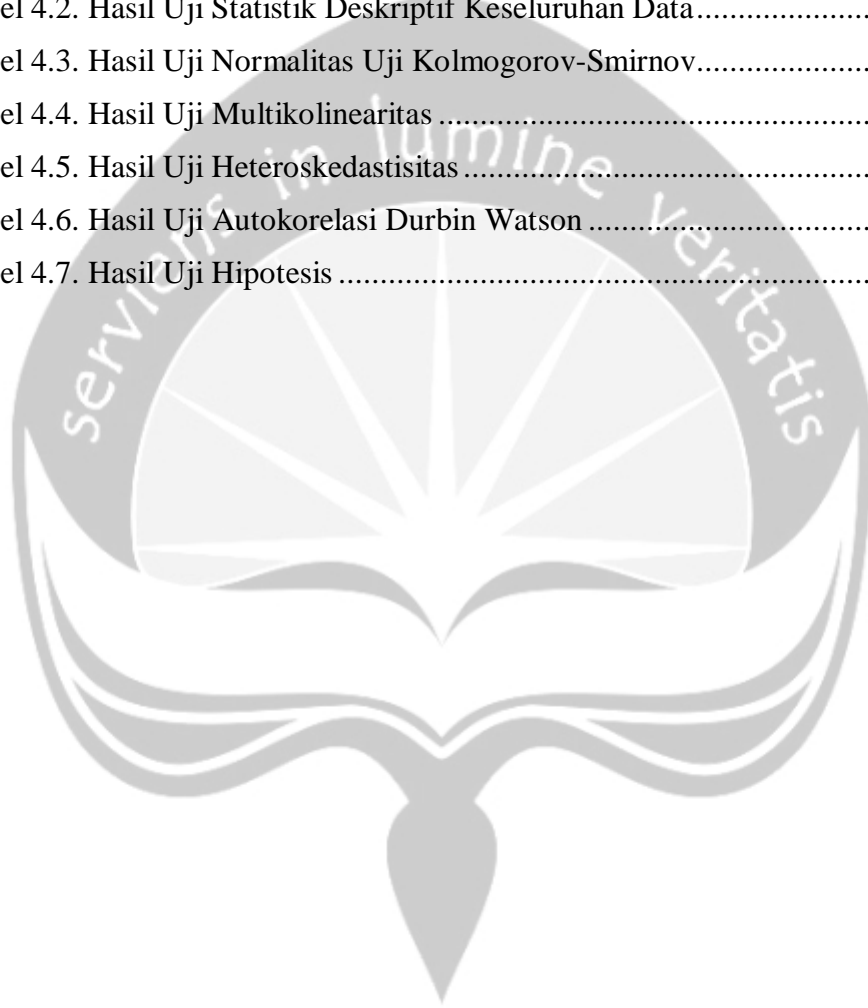 el 4.2. Hasil Uji Statistik Deskriptif Keseluruhan Data....................
el 4.3. Hasil Uji Normalitas Uji Kolmogorov-Smirnov....................
el 4.4. Hasil Uji Multikolinearitas ....................................................
el 4.5. Hasil Uji Heteroskedastisitas .................................................
el 4.6. Hasil Uji Autokorelasi Durbin Watson ..................................
el 4.7. Hasil Uji Hipotesis ................................................................
serviens in lumine veritatis